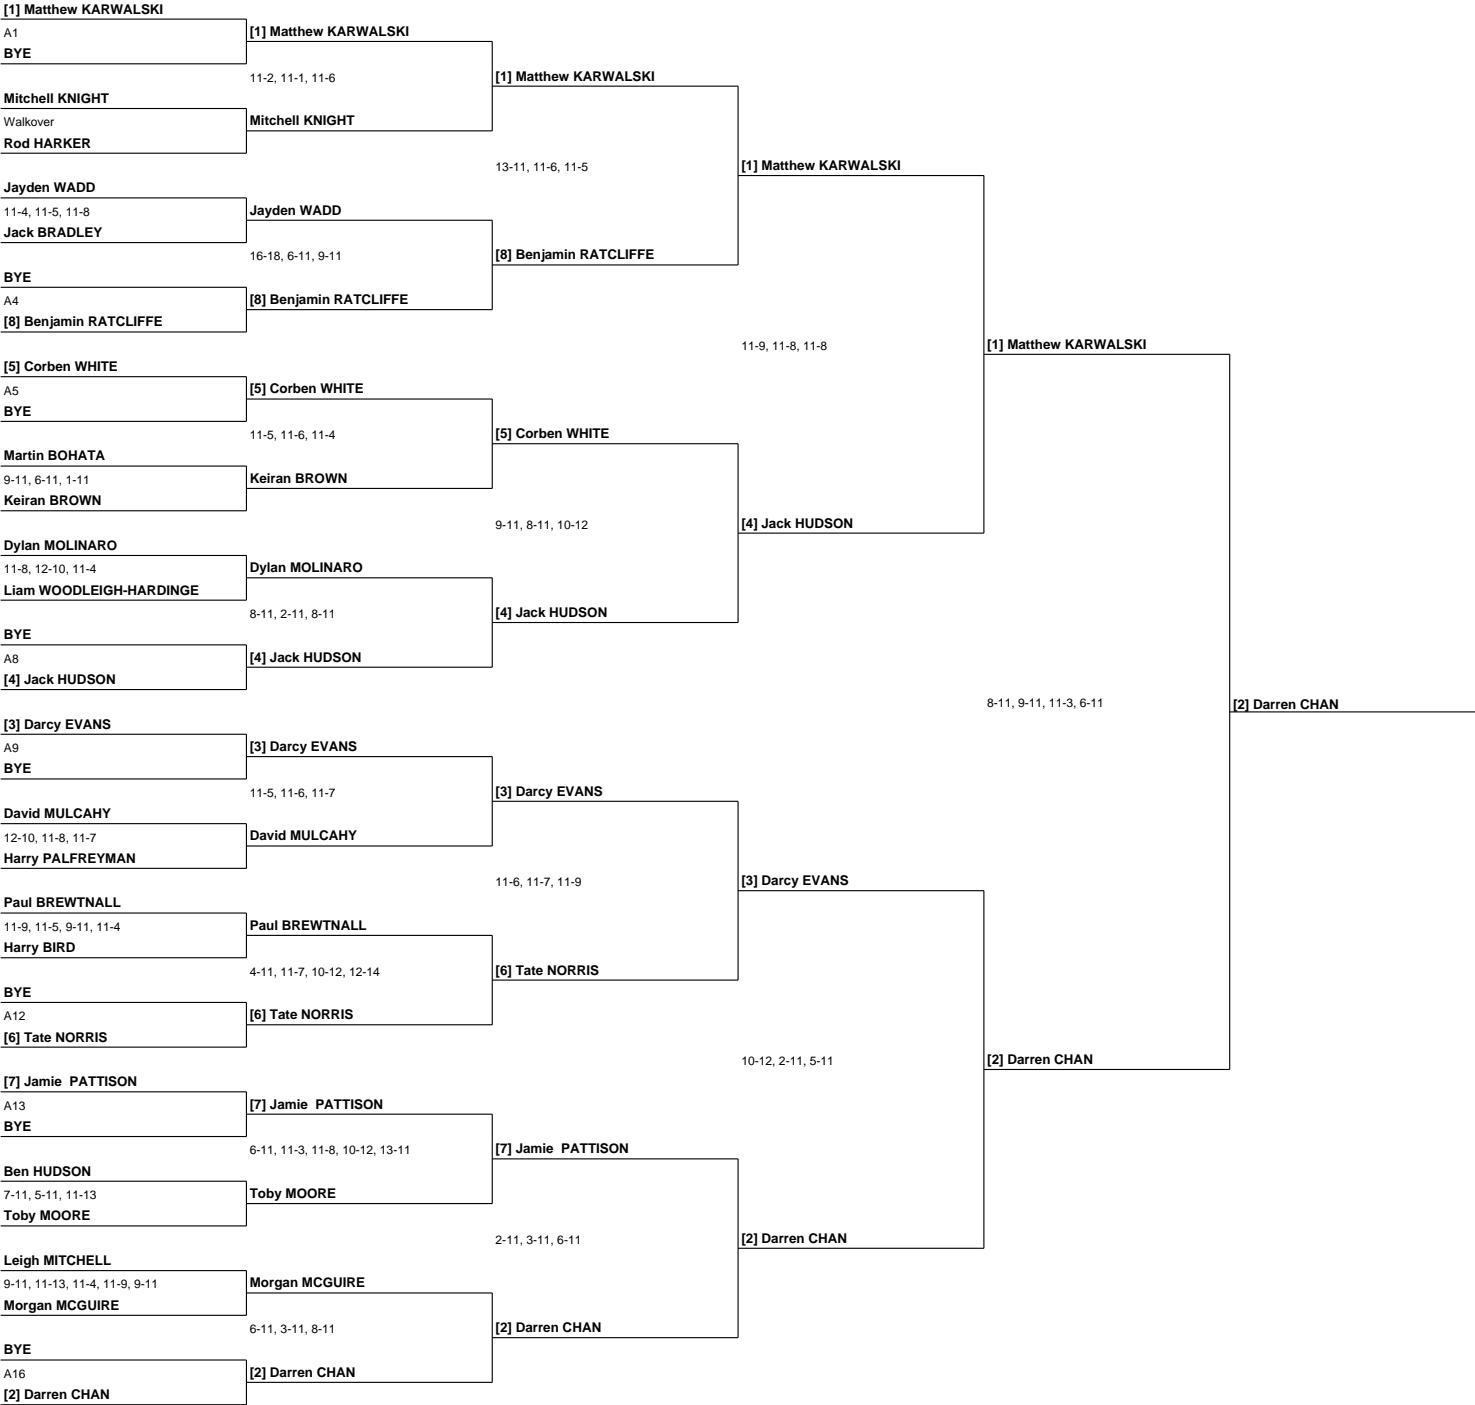 [1] Matthew KARWALSKI
A1
[1] Matthew KARWALSKI
BYE
11-2, 11-1, 11-6
[1] Matthew KARWALSKI
Mitchell KNIGHT
Walkover
Mitchell KNIGHT
Rod HARKER
13-11, 11-6, 11-5
[1] Matthew KARWALSKI
Jayden WADD
11-4, 11-5, 11-8
Jayden WADD
Jack BRADLEY
16-18, 6-11, 9-11
[8] Benjamin RATCLIFFE
BYE
A4
[8] Benjamin RATCLIFFE
[8] Benjamin RATCLIFFE
11-9, 11-8, 11-8
[1] Matthew KARWALSKI
[5] Corben WHITE
A5
[5] Corben WHITE
BYE
11-5, 11-6, 11-4
[5] Corben WHITE
Martin BOHATA
9-11, 6-11, 1-11
Keiran BROWN
Keiran BROWN
9-11, 8-11, 10-12
[4] Jack HUDSON
Dylan MOLINARO
11-8, 12-10, 11-4
Dylan MOLINARO
Liam WOODLEIGH-HARDINGE
8-11, 2-11, 8-11
[4] Jack HUDSON
BYE
A8
[4] Jack HUDSON
[4] Jack HUDSON
8-11, 9-11, 11-3, 6-11
[2] Darren CHAN
[3] Darcy EVANS
A9
[3] Darcy EVANS
BYE
11-5, 11-6, 11-7
[3] Darcy EVANS
David MULCAHY
12-10, 11-8, 11-7
David MULCAHY
Harry PALFREYMAN
11-6, 11-7, 11-9
[3] Darcy EVANS
Paul BREWTNALL
11-9, 11-5, 9-11, 11-4
Paul BREWTNALL
Harry BIRD
4-11, 11-7, 10-12, 12-14
[6] Tate NORRIS
BYE
A12
[6] Tate NORRIS
[6] Tate NORRIS
10-12, 2-11, 5-11
[2] Darren CHAN
[7] Jamie  PATTISON
A13
[7] Jamie  PATTISON
BYE
6-11, 11-3, 11-8, 10-12, 13-11
[7] Jamie  PATTISON
Ben HUDSON
7-11, 5-11, 11-13
Toby MOORE
Toby MOORE
2-11, 3-11, 6-11
[2] Darren CHAN
Leigh MITCHELL
9-11, 11-13, 11-4, 11-9, 9-11
Morgan MCGUIRE
Morgan MCGUIRE
6-11, 3-11, 8-11
[2] Darren CHAN
BYE
A16
[2] Darren CHAN
[2] Darren CHAN